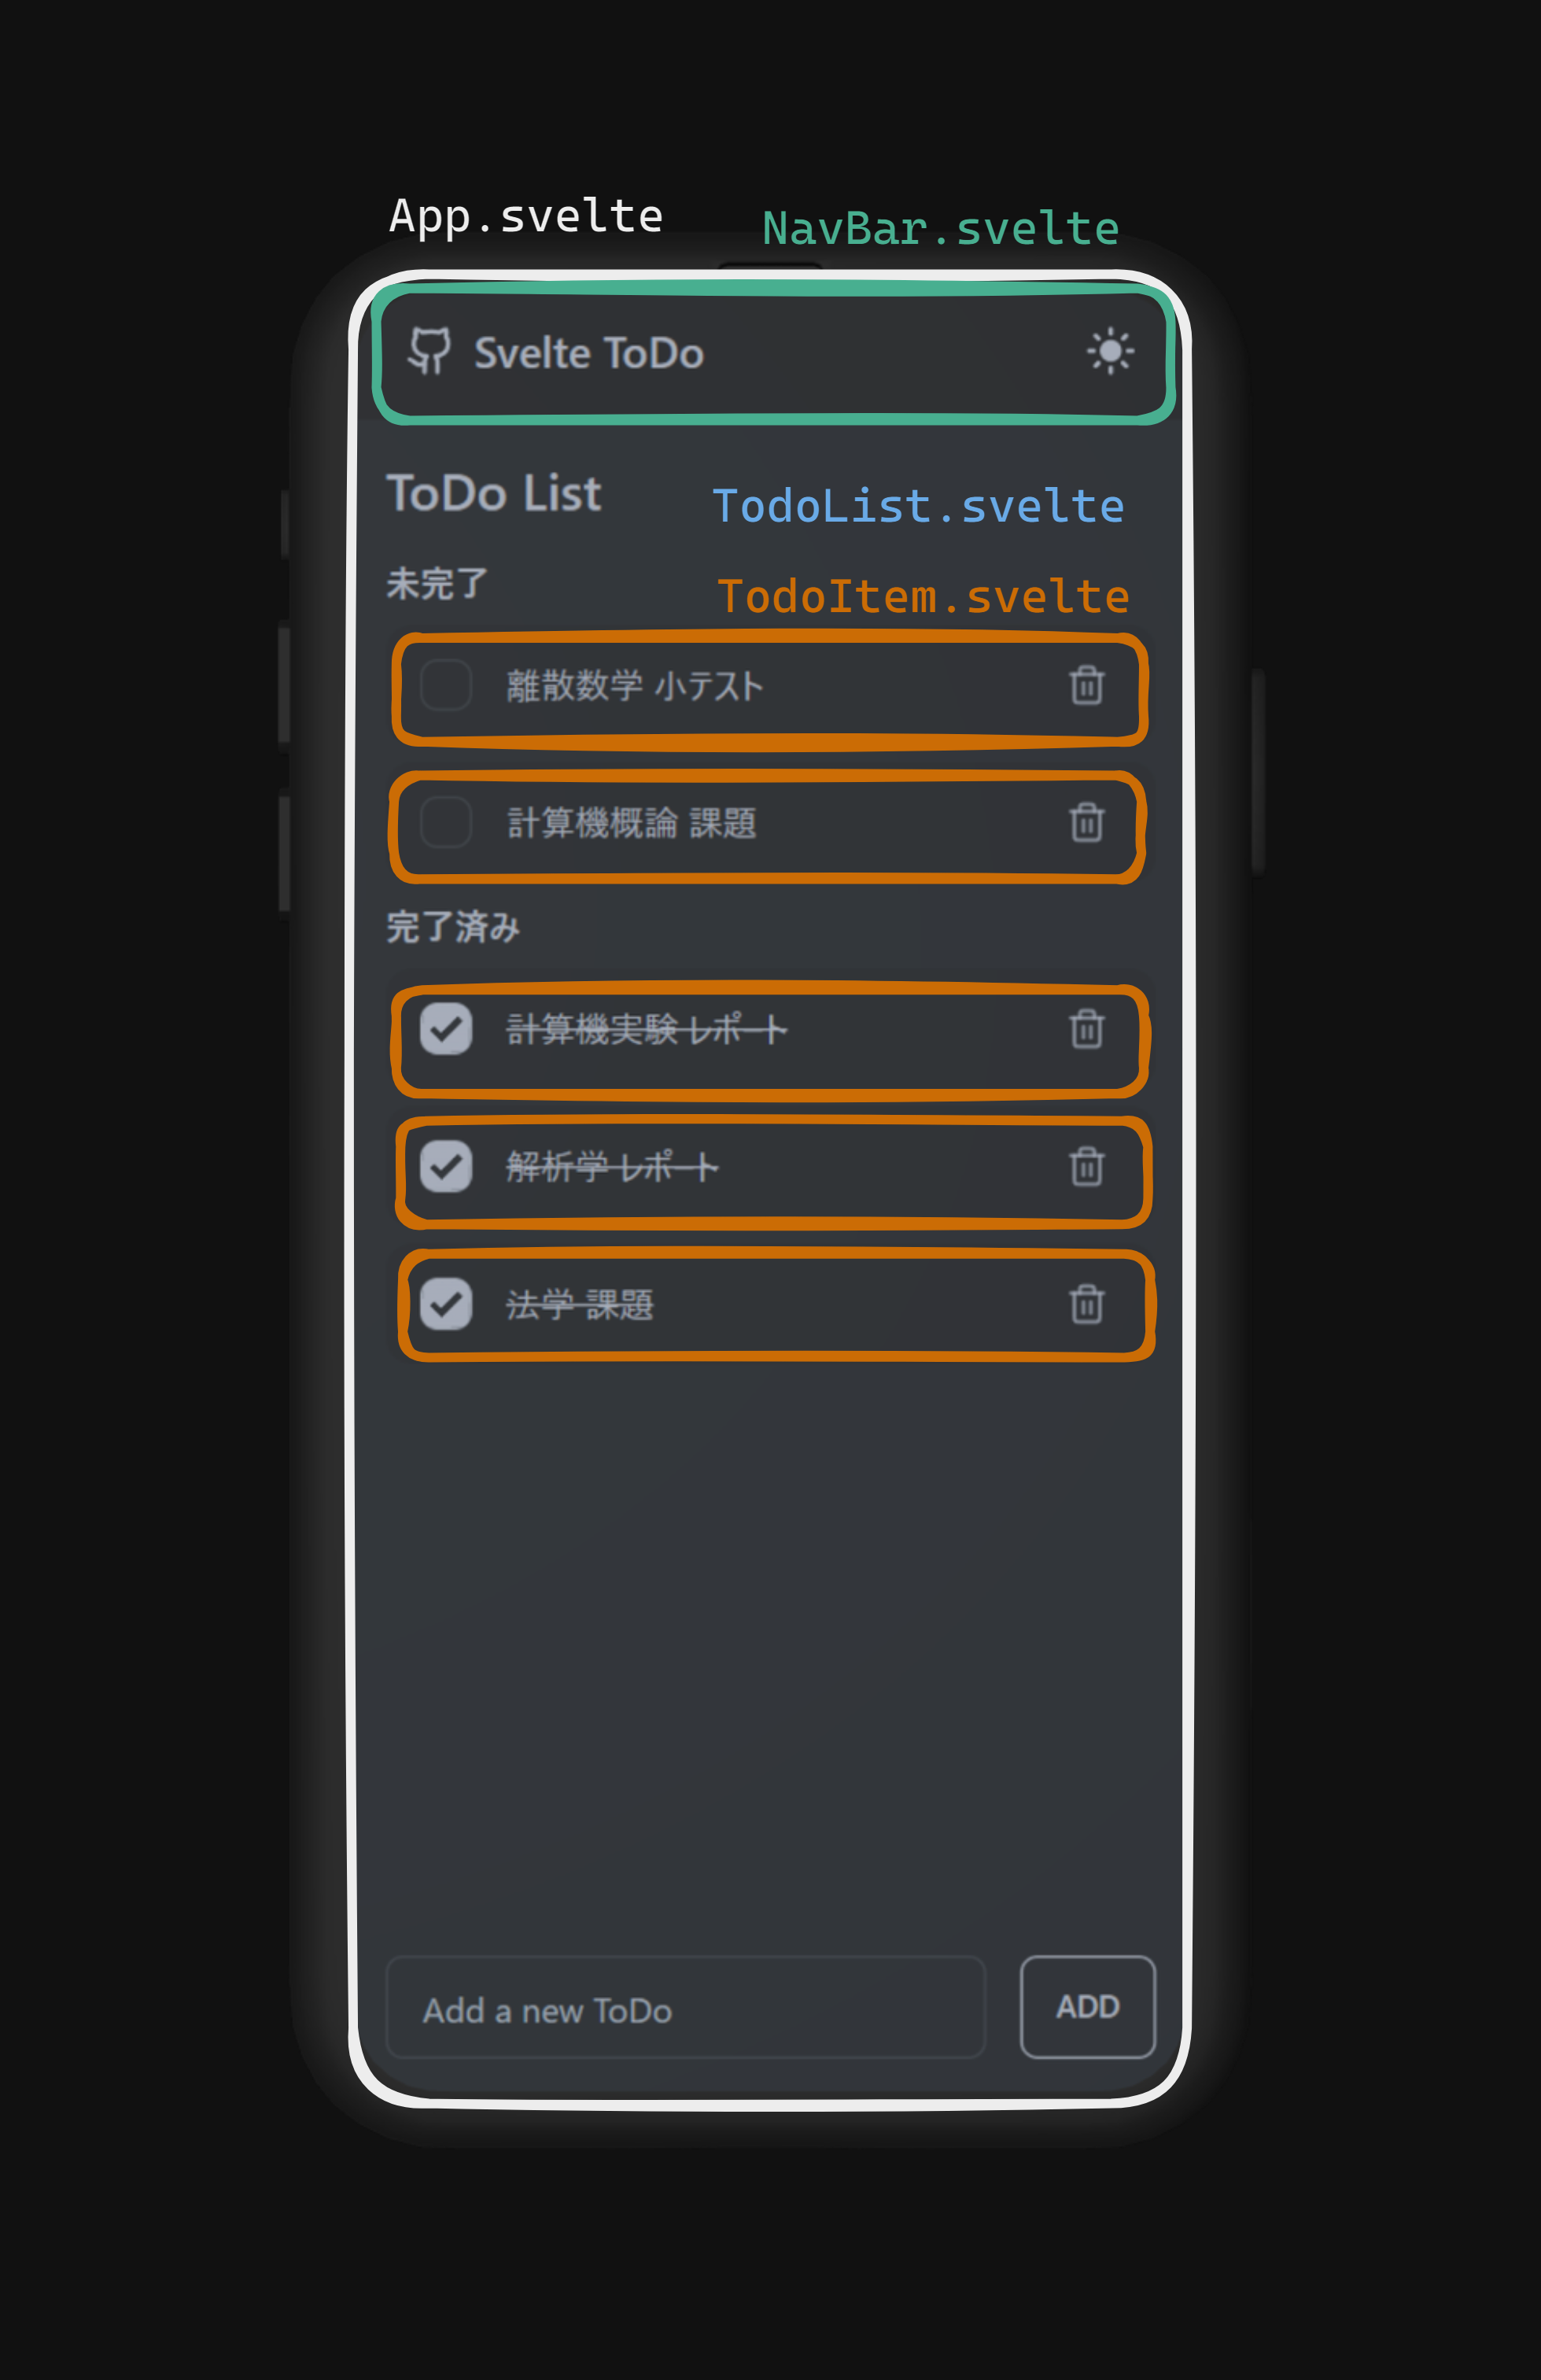 App.svelte
NavBar.svelte
Svelte ToDo
ToDo List
TodoList.svelte
未完了
TodoItem.svelte
離散数学 小テスト
計算機概論 課題
完了済み
計算機実験 レポート
解析学 レポート
法学 課題
Add a new ToDo
ADD